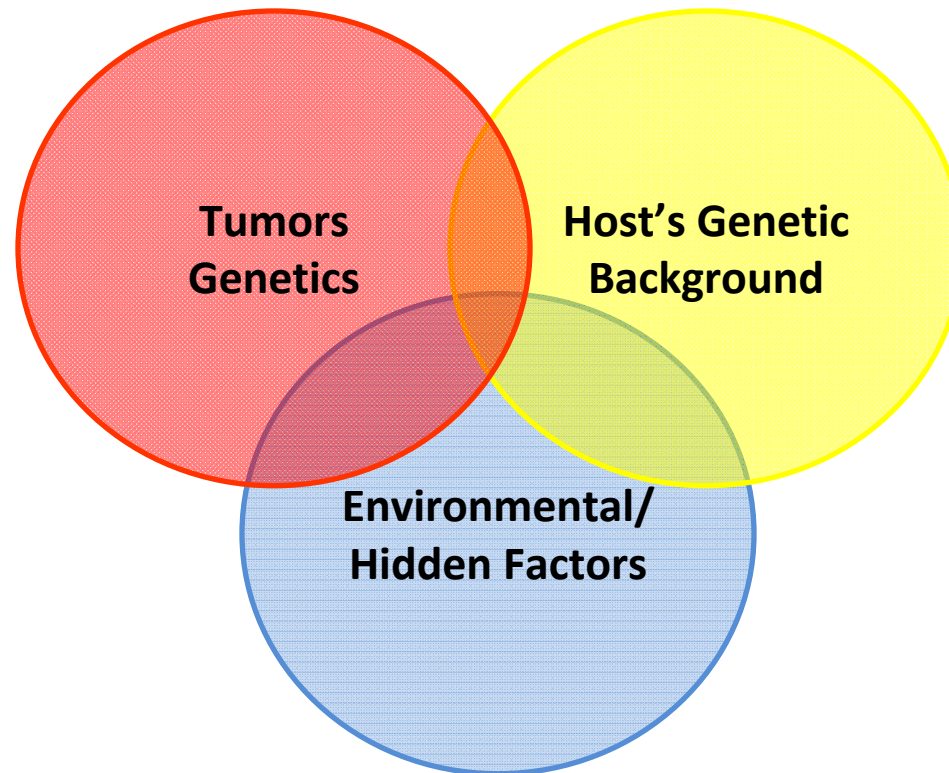 Tumors
Genetics
Host’s Genetic
Background
Environmental/
Hidden Factors